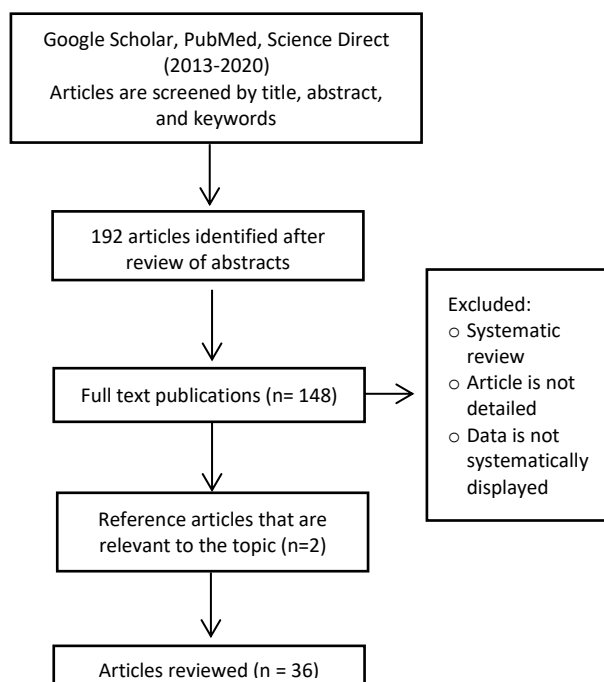 Google Scholar, PubMed, Science Direct
(2013-2020)
Articles are screened by title, abstract,
and keywords
192 articles identified after
review of abstracts
Excluded:
○ Systematic
review
○ Article is not
detailed
○ Data is not
systematically
displayed
Full text publications (n= 148)
Reference articles that are
relevant to the topic (n=2)
Articles reviewed (n = 36)